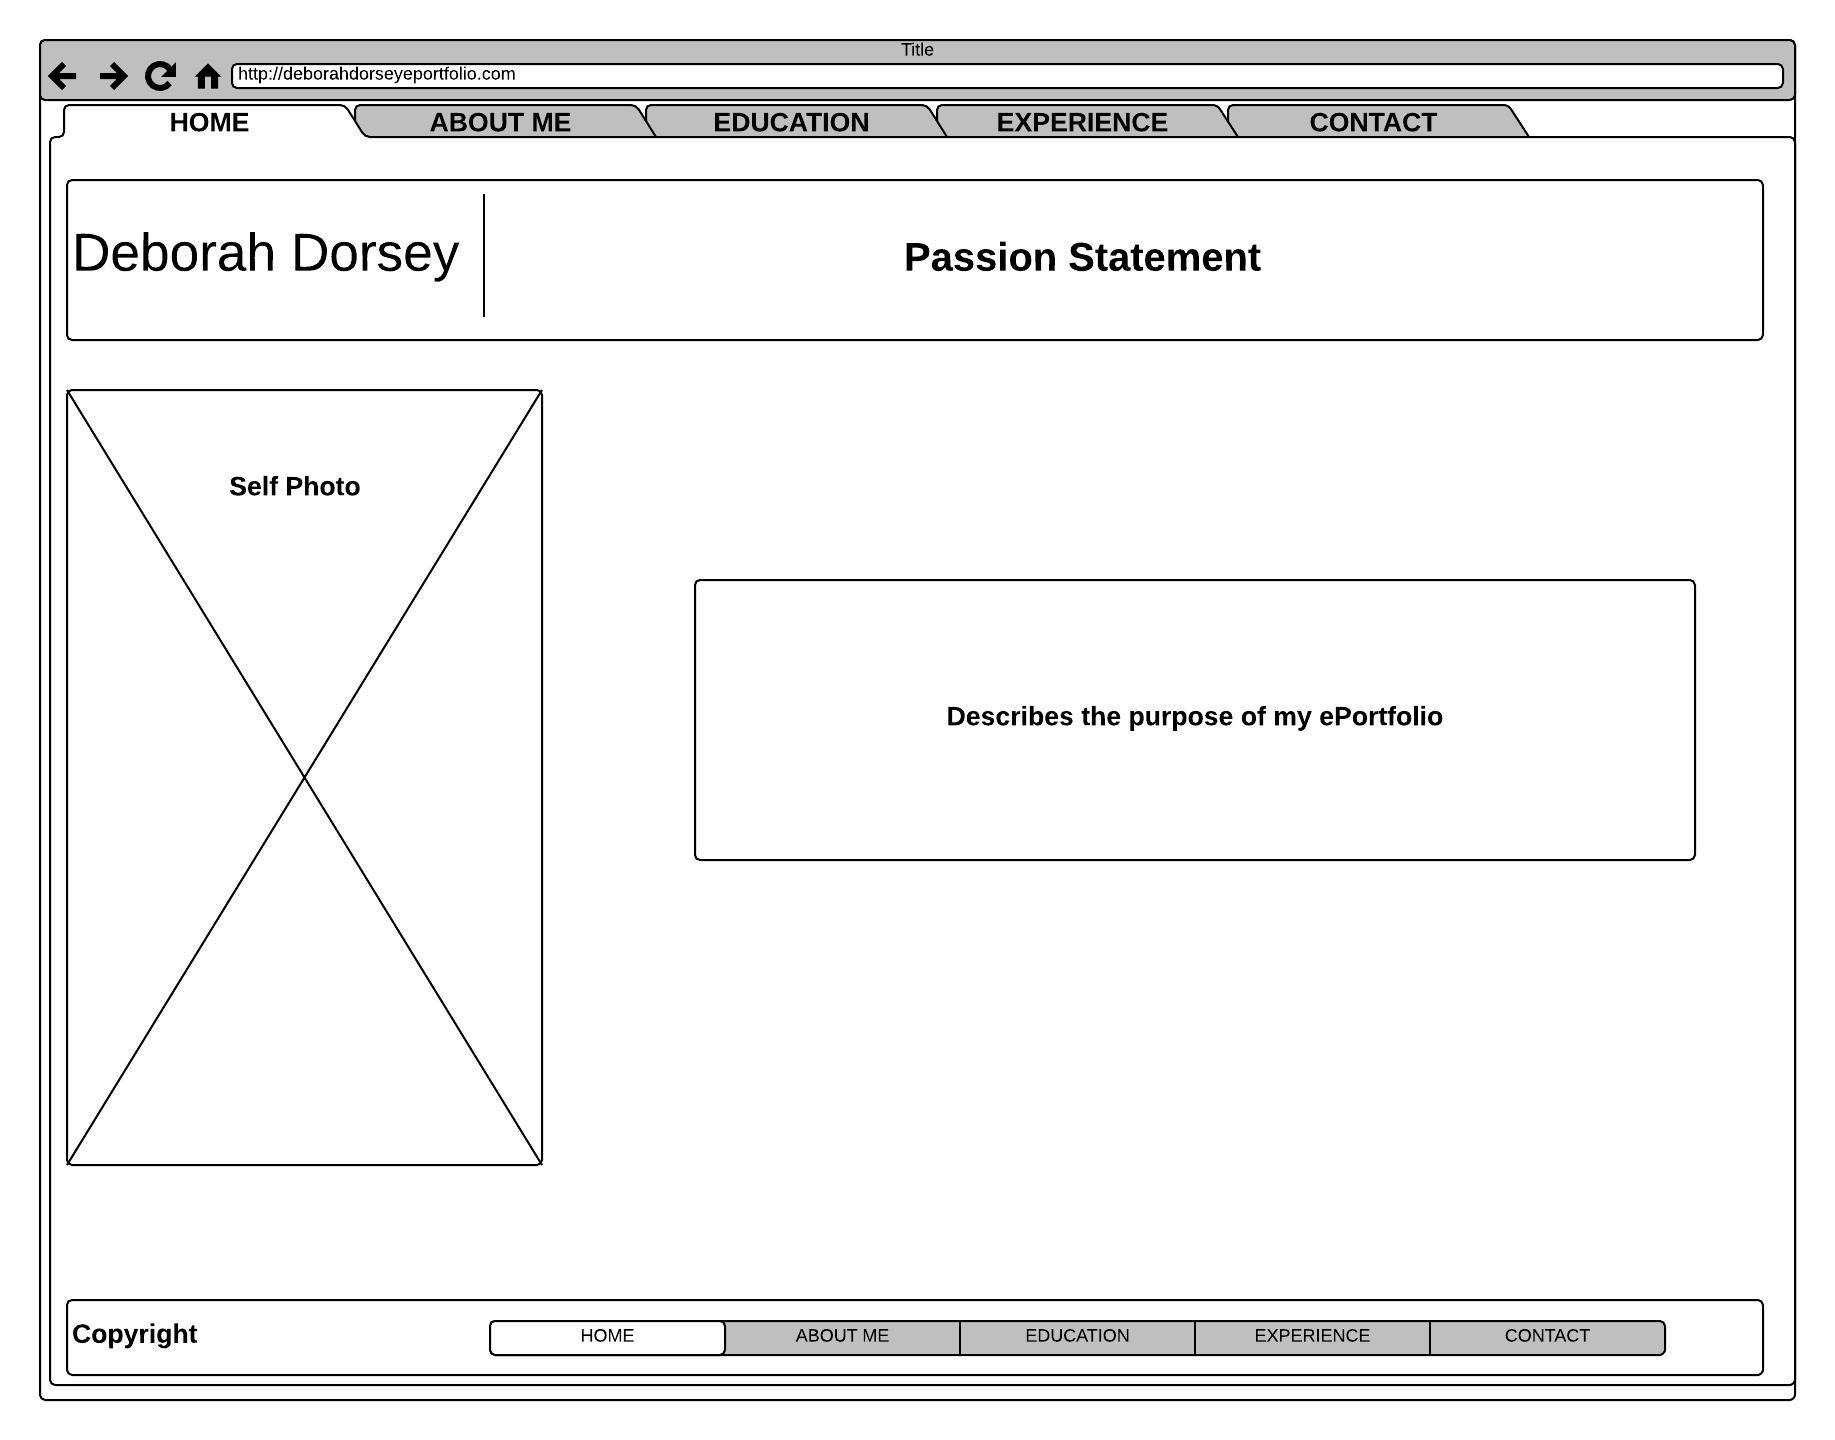 Title
http://deborahdorseyeportfolio.com
HOME ABOUT ME EDUCATION EXPERIENCE CONTACT
Deborah Dorsey
Passion Statement
Self Photo
Describes the purpose of my ePortfolio
Copyright
HOME ABOUT ME EDUCATION EXPERIENCE CONTACT